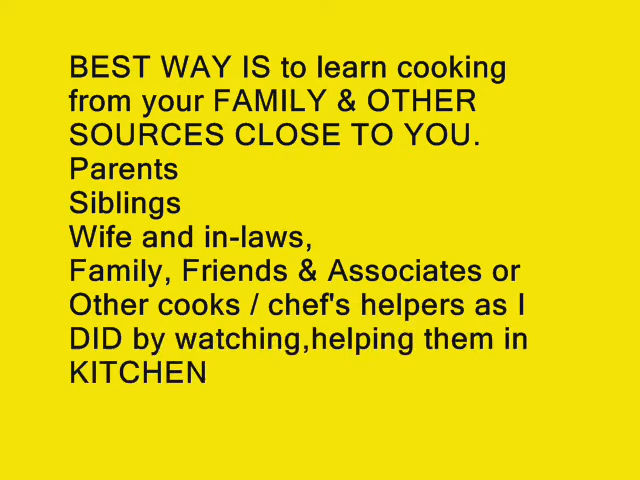 BEST WAY IS to learn cooking
from your FAMILY & OTHER
SOURCES CLOSE TO YOU.
Parents
Siblings
Wife and in-laws,
Family, Friends & Associates or
Other cooks / chef's helpers as I
DID by watching,helping them in
KITCHEN